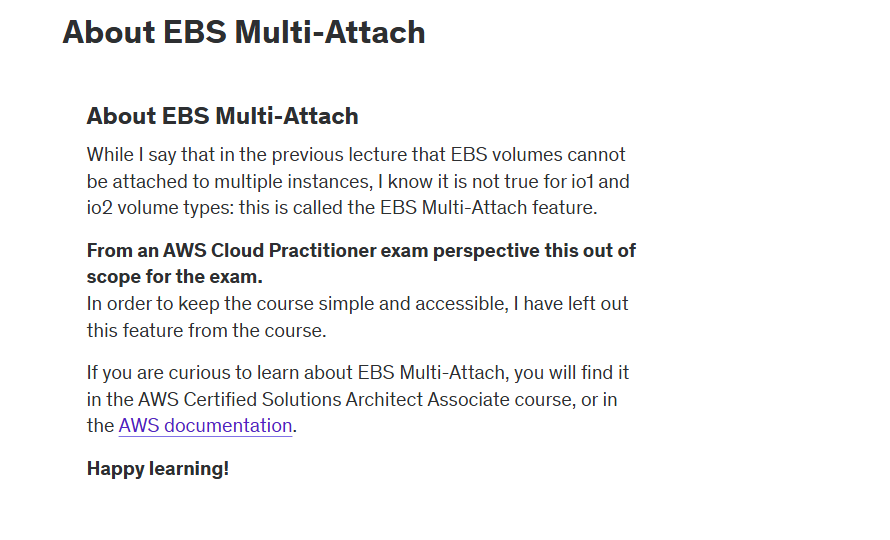 About EBS Multi-Attach
About EBS Multi-Attach
While I say that in the previous lecture that EBS volumes cannot
be attached to multiple instances, I know it is not true for io1 and
io2 volume types: this is called the EBS Multi-Attach feature.
From an AWS Cloud Practitioner exam perspective this out of
scope for the exam.
In order to keep the course simple and accessible, I have left out
this feature from the course.
If you are curious to learn about EBS Multi-Attach, you will find it
in the AWS Certified Solutions Architect Associate course, or in
the AWS documentation.
Happy learning!